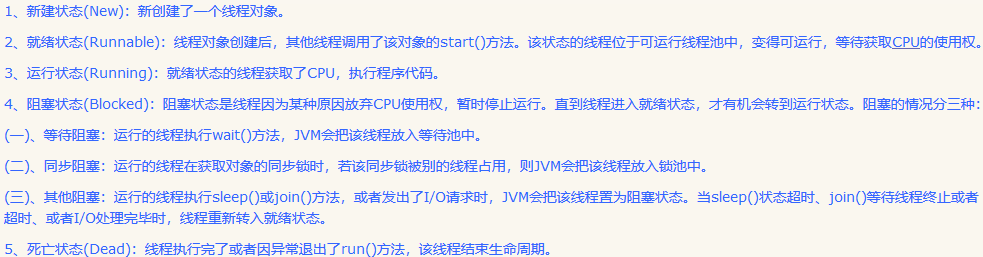 1、新建状态(New)：新创建了一个线程对象。
2、就绪状态(Runnable)：线程对象创建后，其他线程调用了该对象的start()方法。该状态的线程位于可运行线程池中，变得可运行，等待获取CPU的使用权。
3、运行状态(Running)：就绪状态的线程获取了CPU，执行程序代码。
4、阻塞状态(Blocked)：阻塞状态是线程因为某种原因放弃CPU使用权，暂时停止运行。直到线程进入就绪状态，才有机会转到运行状态。阻塞的情况分三种：
(一)、等待阻塞：运行的线程执行wait()方法，JVM会把该线程放入等待池中。
(二)、同步阻塞：运行的线程在获取对象的同步锁时，若该同步锁被别的线程占用，则JVM会把该线程放入锁池中。
(三)、其他阻塞：运行的线程执行sleep()或join()方法，或者发出了I/O请求时，JVM会把该线程置为阻塞状态。当sleep()状态超时、join()等待线程终止或者
超时、或者I/O处理完毕时，线程重新转入就绪状态。
5、死亡状态(Dead)：线程执行完了或者因异常退出了run()方法，该线程结束生命周期。